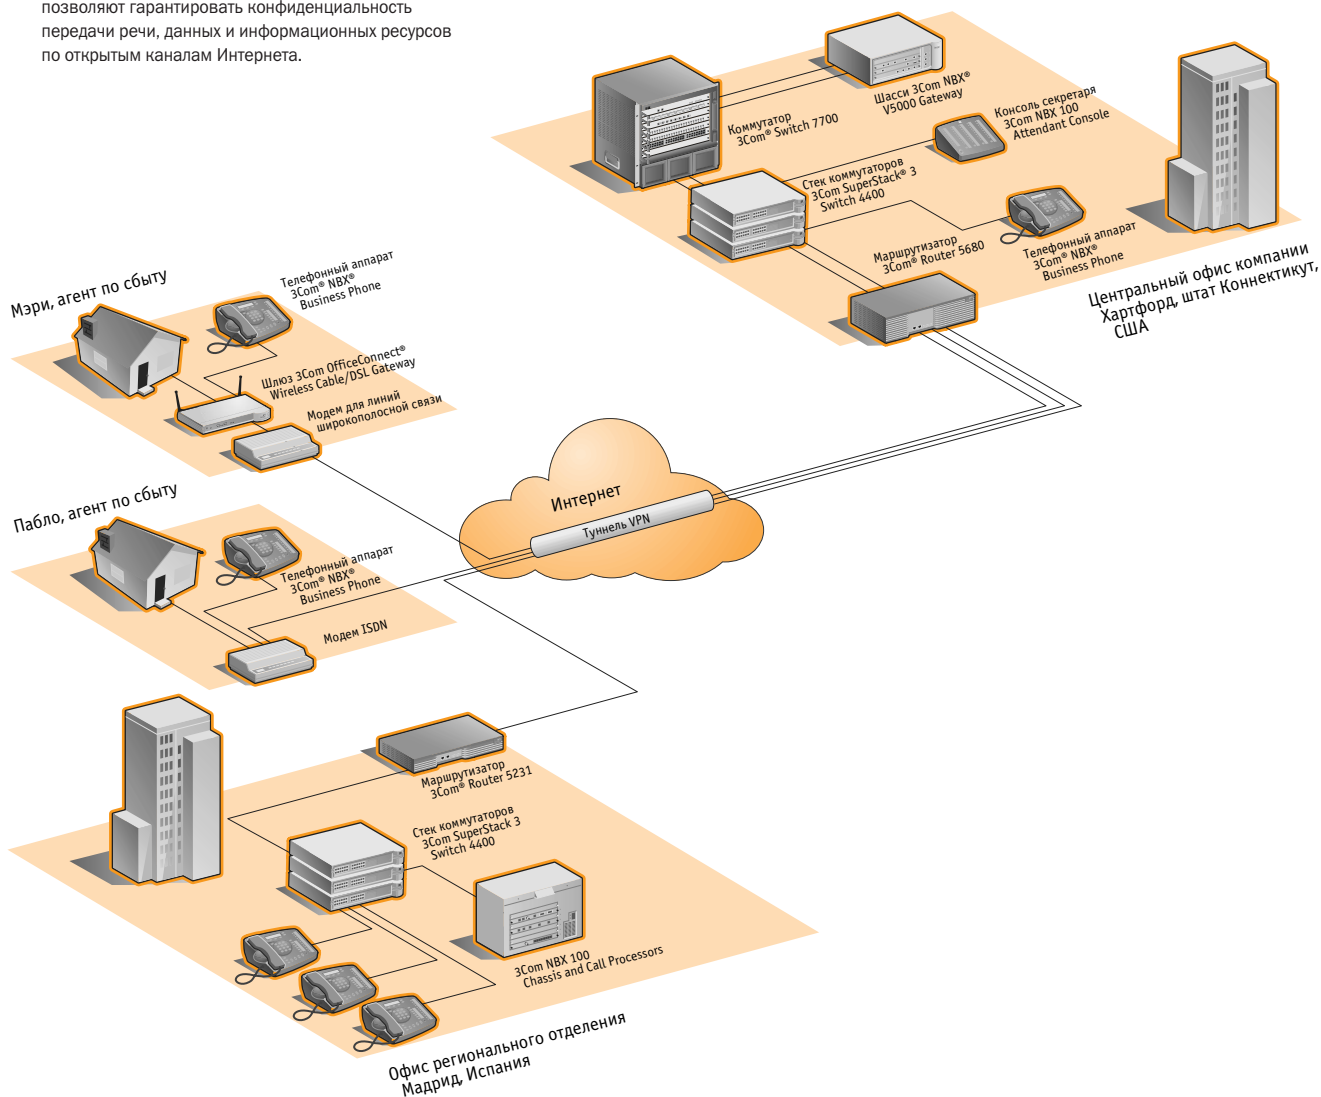 позволяют гарантировать конфиденциальность
передачи речи, данных и информационных ресурсов
по открытым каналам Интернета.
Шасси 3Com NBX®
V5000 Gateway
Коммутатор
3Com® Switch 7700
Консоль секретаря
3Com NBX 100
Attendant Console
Стек коммутаторов
3Com SuperStack® 3
Switch 4400
Маршрутизатор
3Com® Router 5680
Телефонный аппарат
3Com® NBX®
Business Phone
Центральный офис компании
Хартфорд, штат Коннектикут,
США
Мэри, агент по сбыту
Телефонный аппарат
3Com® NBX®
Business Phone
Шлюз 3Com OfficeConnect®
Wireless Cable/DSL Gateway
Модем для линий
широкополосной связи
Интернет
Туннель VPN
Пабло, агент по сбыту
Телефонный аппарат
3Com® NBX®
Business Phone
Модем ISDN
Маршрутизатор
3Com® Router 5231
Стек коммутаторов
3Com SuperStack 3
Switch 4400
3Com NBX 100
Chassis and Call Processors
Офис регионального отделения
Мадрид, Испания